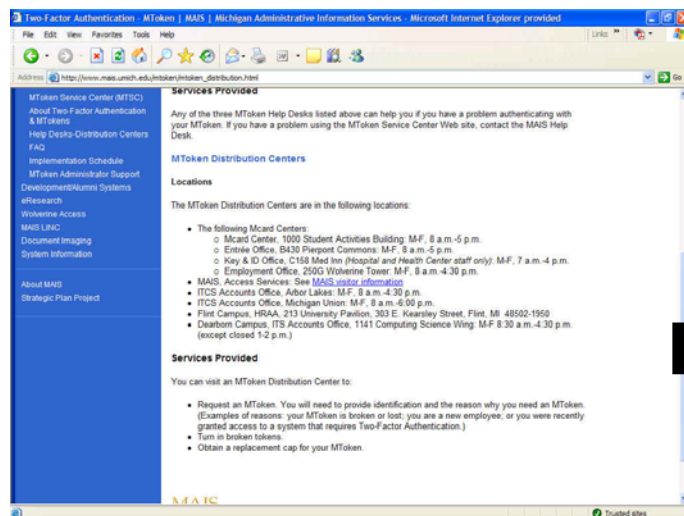 Two-Factor Authentication - MToken | MAIS | Michigan Administrative Information Services - Microsoft Internet Explorer provided
File Edit View Favorites Tools Help
Links »
Address http://www.mais.umich.edu/mtoken/mtoken_distribution.html
Go
MToken Service Center (MTSC)
About Two-Factor Authentication
& MTokens
Help Desks-Distribution Centers
FAQ
Implementation Schedule
MToken Administrator Support
Development/Alumni Systems
eResearch
Wolverine Access
MAIS LINC
Document Imaging
System Information
About MAIS
Strategic Plan Project
Services Provided
Any of the three MToken Help Desks listed above can help you if you have a problem authenticating with
your MToken. If you have a problem using the MToken Service Center Web site, contact the MAIS Help
Desk.
MToken Distribution Centers
Locations
The MToken Distribution Centers are in the following locations:
• The following Mcard Centers:
o Mcard Center, 1000 Student Activities Building: M-F, 8 a.m.-5 p.m.
o Entrée Office, B430 Pierpont Commons: M-F, 8 a.m.-5 p.m.
o Key & ID Office, C158 Med Inn (Hospital and Health Center staff only): M-F, 7 a.m.-4 p.m.
o Employment Office, 250G Wolverine Tower: M-F, 8 a.m.-4:30 p.m.
• MAIS, Access Services: See MAIS visitor information
• ITCS Accounts Office, Arbor Lakes: M-F, 8 a.m.-4:30 p.m.
• ITCS Accounts Office, Michigan Union: M-F, 8 a.m.-6:00 p.m.
• Flint Campus, HRAA, 213 University Pavilion, 303 E. Kearsley Street, Flint, MI 48502-1950
• Dearborn Campus, ITS Accounts Office, 1141 Computing Science Wing: M-F 8:30 a.m.-4:30 p.m.
(except closed 1-2 p.m.)
Services Provided
You can visit an MToken Distribution Center to:
• Request an MToken. You will need to provide identification and the reason why you need an MToken.
(Examples of reasons: your MToken is broken or lost; you are a new employee; or you were recently
granted access to a system that requires Two-Factor Authentication.)
• Turn in broken tokens.
• Obtain a replacement cap for your MToken.
MAIS
Trusted sites